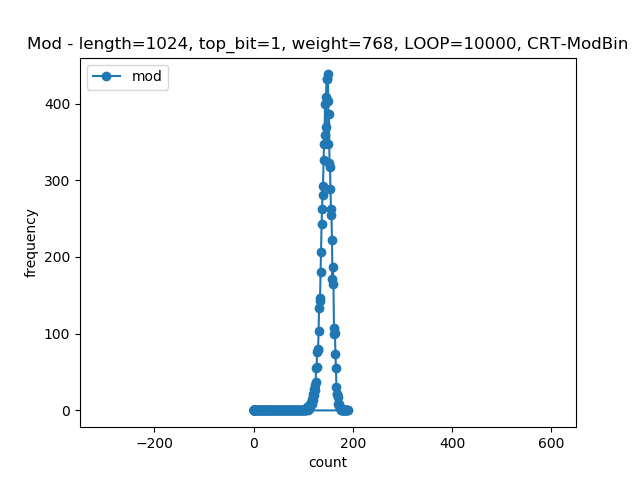 Mod - length=1024, top_bit=1, weight=768, LOOP=10000, CRT-ModBin
mod
400
300
200
100
0
frequency
−200
0
200
400
600
count